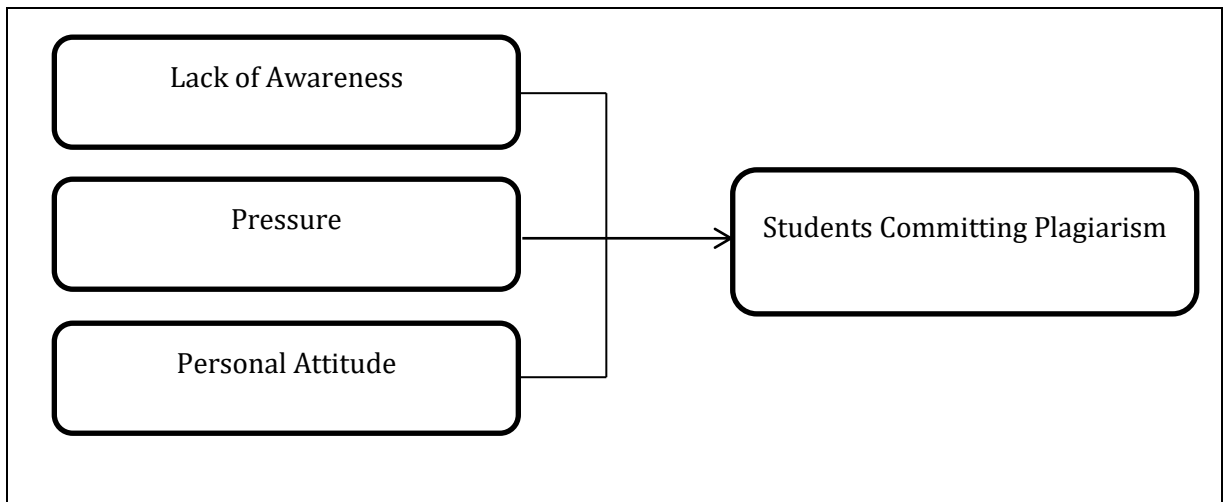 Lack of Awareness
Pressure
Personal Attitude
Students Committing Plagiarism